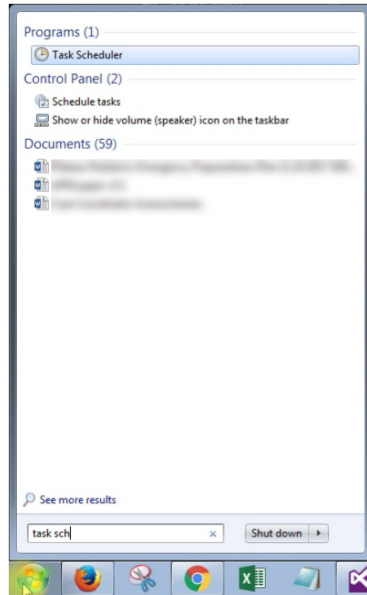 Programs (1)
Task Scheduler
Control Panel (2)
Schedule tasks
Show or hide volume (speaker) icon on the taskbar
Documents (59)
See more results
task sch
Shut down